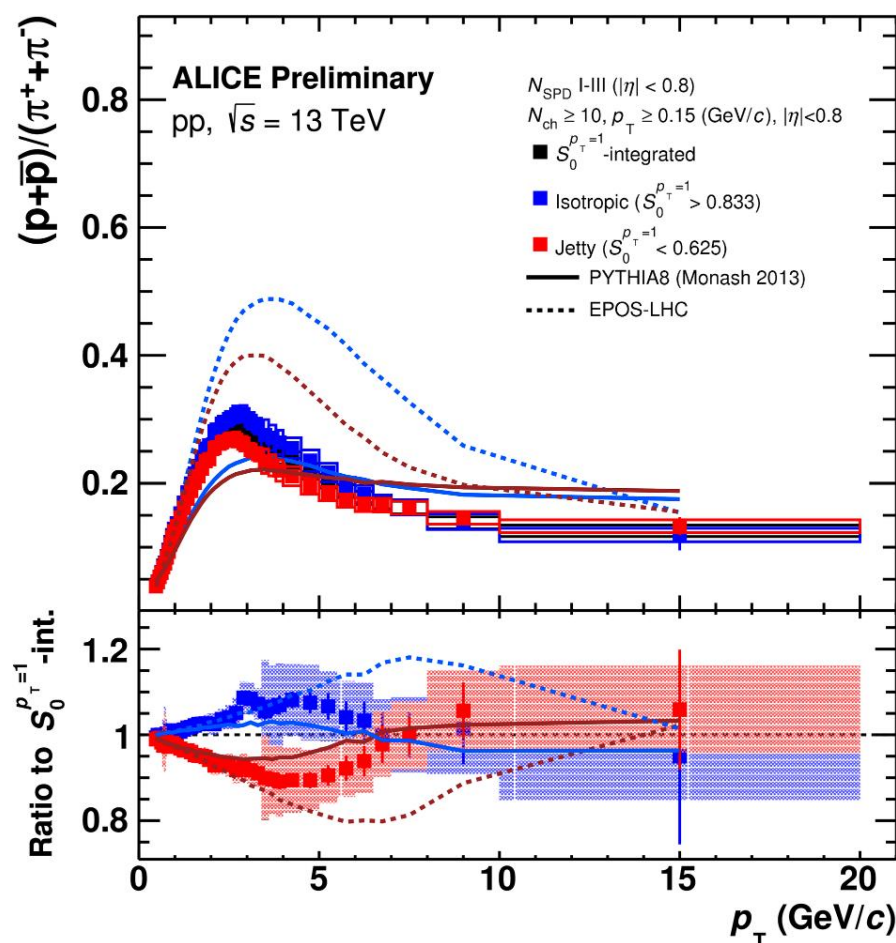 (p+p̅)/(π⁺+π⁻)
0.8
0.6
0.4
0.2
ALICE Preliminary
pp, √s = 13 TeV
N_SPD I-III (|η| < 0.8)
N_ch ≥ 10, p_T ≥ 0.15 (GeV/c), |η|<0.8
S_0^{p_T=1}-integrated
Isotropic (S_0^{p_T=1} > 0.833)
Jetty (S_0^{p_T=1} < 0.625)
PYTHIA8 (Monash 2013)
EPOS-LHC
Ratio to S_0^{p_T=1}-int.
1.2
1
0.8
0 5 10 15 20
p_T (GeV/c)